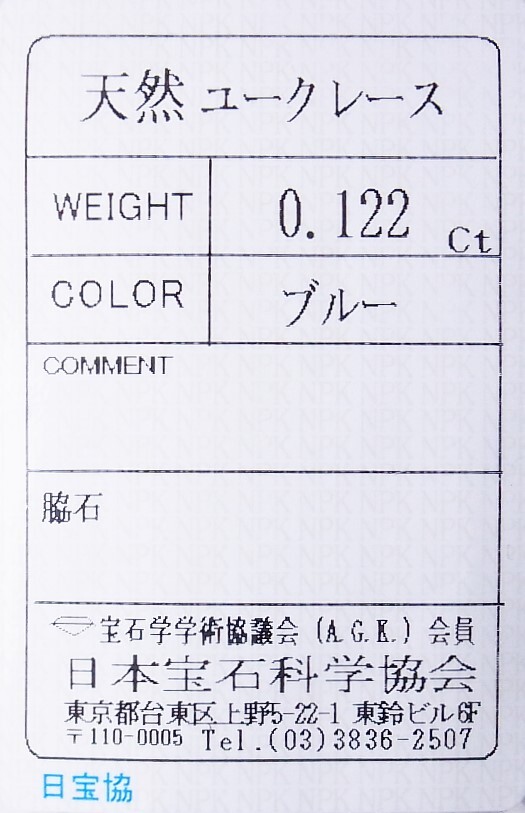 天然 ユークレース
WEIGHT 0.122 Ct
COLOR ブルー
COMMENT
脇石
宝石学学術協議会 (A.G.K.) 会員
日本宝石科学協会
東京都台東区上野5-22-1 東鈴ビル6F
〒110-0005 Tel.(03)3836-2507
日宝協
NPK